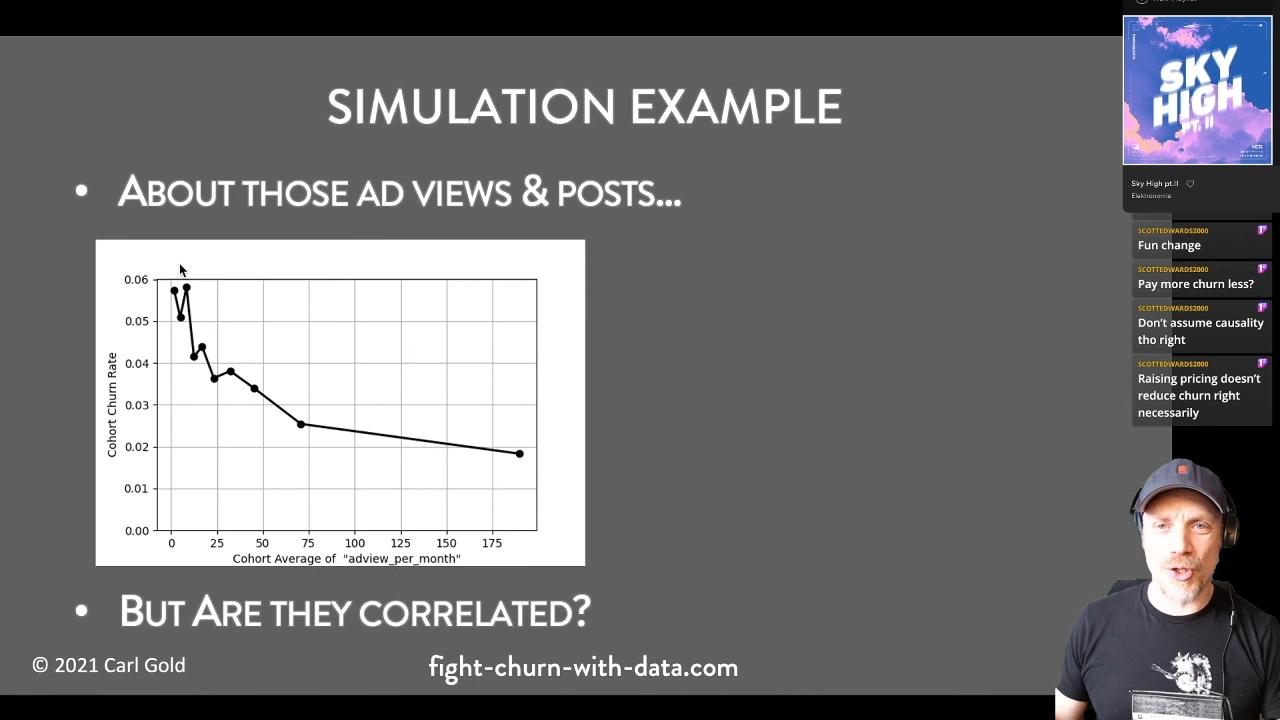 SIMULATION EXAMPLE
• ABOUT THOSE AD VIEWS & POSTS...
0.06
0.05
0.04
0.03
0.02
0.01
0.00
Cohort Churn Rate
0 25 50 75 100 125 150 175
Cohort Average of "adview_per_month"
• BUT ARE THEY CORRELATED?
© 2021 Carl Gold
fight-churn-with-data.com
SKY
HIGH
PT. II
NCS
Sky High pt.II
Elektronomia
SCOTTEDWARDS2000
Fun change
SCOTTEDWARDS2000
Pay more churn less?
SCOTTEDWARDS2000
Don't assume causality
tho right
SCOTTEDWARDS2000
Raising pricing doesn't
reduce churn right
necessarily